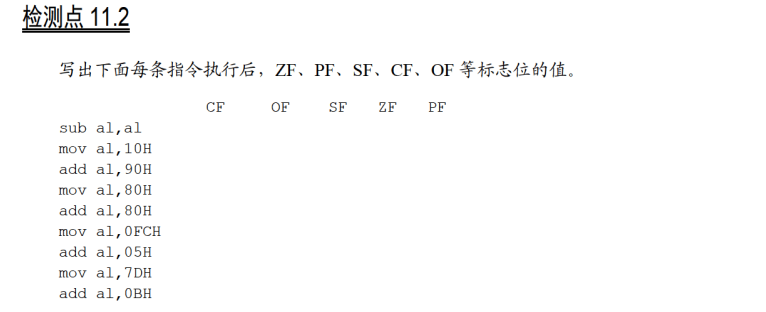 检测点 11.2
写出下面每条指令执行后，ZF、PF、SF、CF、OF 等标志位的值。
CF OF SF ZF PF
sub al,al
mov al,10H
add al,90H
mov al,80H
add al,80H
mov al,0FCH
add al,05H
mov al,7DH
add al,0BH